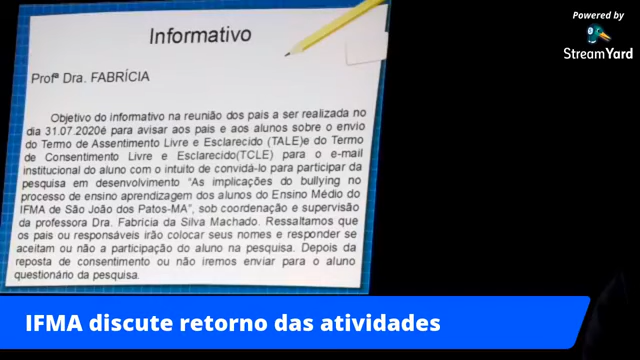 Powered by
StreamYard
Informativo
Profª Dra. FABRÍCIA
Objetivo do informativo na reunião dos pais a ser realizada no
dia 31.07.2020é para avisar aos pais e aos alunos sobre o envio
do Termo de Assentimento Livre e Esclarecido (TALE)e do Termo
de Consentimento Livre e Esclarecido(TCLE) para o e-mail
institucional do aluno com o intuito de convidá-lo para participar da
pesquisa em desenvolvimento “As implicações do bullying no
processo de ensino aprendizagem dos alunos do Ensino Médio do
IFMA de São João dos Patos-MA”, sob coordenação e supervisão
da professora Dra. Fabrícia da Silva Machado. Ressaltamos que
os pais ou responsáveis irão colocar seus nomes e responder se
aceitam ou não a participação do aluno na pesquisa. Depois da
reposta de consentimento ou não iremos enviar para o aluno
questionário da pesquisa.
IFMA discute retorno das atividades